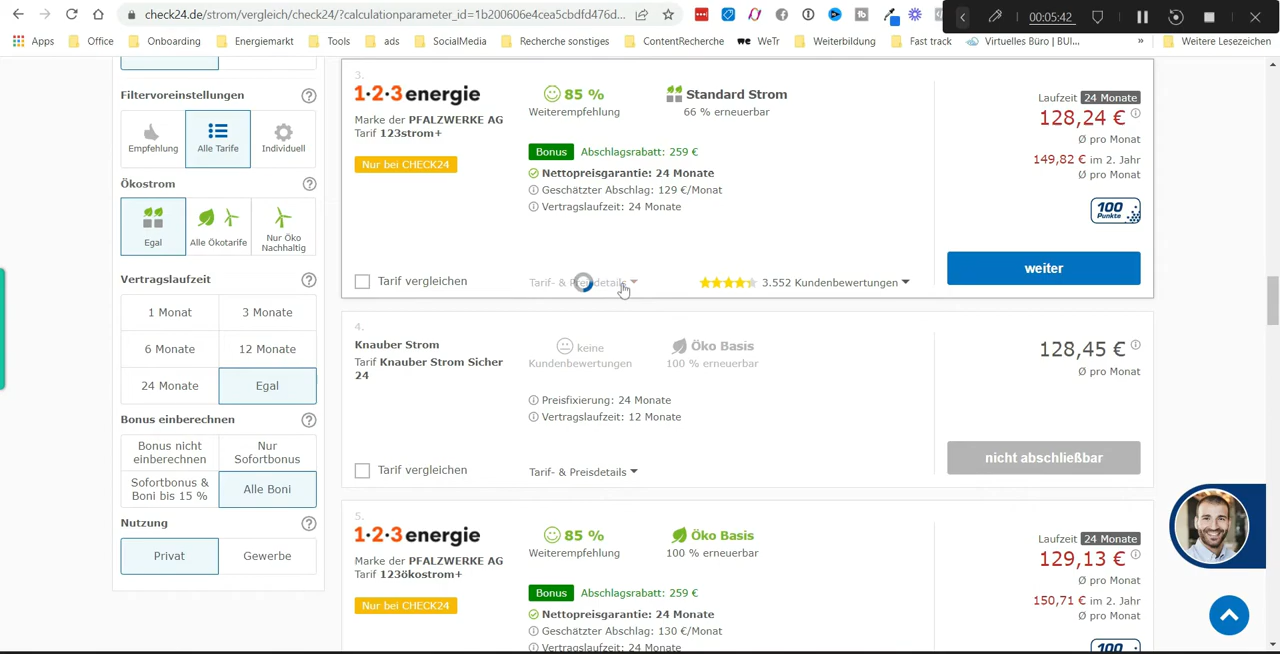 check24.de/strom/vergleich/check24/?calculationparameter_id=1b200606e4cea5cbdfd476d...
00:05:42
Apps
Office
Onboarding
Energiemarkt
Tools
ads
SocialMedia
Recherche sonstiges
ContentRecherche
WeTr
Weiterbildung
Fast track
Virtuelles Büro | BU...
»
Weitere Lesezeichen
Filtervoreinstellungen
Empfehlung
Alle Tarife
Individuell
Ökostrom
Egal
Alle Ökotarife
Nur Öko
Nachhaltig
Vertragslaufzeit
1 Monat
3 Monate
6 Monate
12 Monate
24 Monate
Egal
Bonus einberechnen
Bonus nicht
einberechnen
Nur
Sofortbonus
Sofortbonus &
Boni bis 15 %
Alle Boni
Nutzung
Privat
Gewerbe
3.
1·2·3 energie
Marke der PFALZWERKE AG
Tarif 123strom+
Nur bei CHECK24
85 %
Weiterempfehlung
Standard Strom
66 % erneuerbar
Bonus Abschlagsrabatt: 259 €
Nettopreisgarantie: 24 Monate
Geschätzter Abschlag: 129 €/Monat
Vertragslaufzeit: 24 Monate
Laufzeit 24 Monate
128,24 €
Ø pro Monat
149,82 € im 2. Jahr
Ø pro Monat
100
Punkte
weiter
Tarif vergleichen
Tarif- & Preisdetails
3.552 Kundenbewertungen
4.
Knauber Strom
Tarif Knauber Strom Sicher
24
keine
Kundenbewertungen
Öko Basis
100 % erneuerbar
Preisfixierung: 24 Monate
Vertragslaufzeit: 12 Monate
128,45 €
Ø pro Monat
nicht abschließbar
Tarif vergleichen
Tarif- & Preisdetails
5.
1·2·3 energie
Marke der PFALZWERKE AG
Tarif 123ökostrom+
Nur bei CHECK24
85 %
Weiterempfehlung
Öko Basis
100 % erneuerbar
Bonus Abschlagsrabatt: 259 €
Nettopreisgarantie: 24 Monate
Geschätzter Abschlag: 130 €/Monat
Vertragslaufzeit: 24 Monate
Laufzeit 24 Monate
129,13 €
Ø pro Monat
150,71 € im 2. Jahr
Ø pro Monat
100